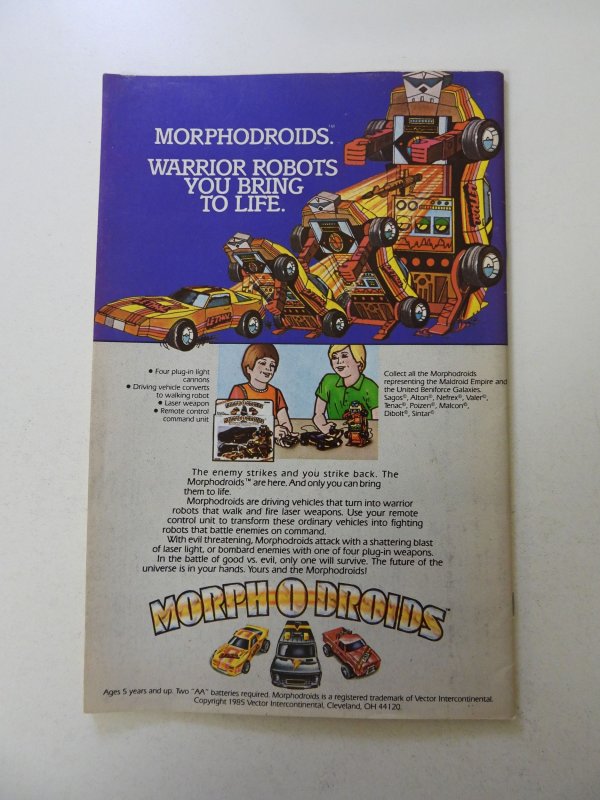 MORPHODROIDS.™
WARRIOR ROBOTS
YOU BRING
TO LIFE.
• Four plug-in light
cannons
• Driving vehicle converts
to walking robot
• Laser weapon
• Remote control
command unit
Collect all the Morphodroids
representing the Maldroid Empire and
the United Beniforce Galaxies.
Sagos©, Alton©, Nefrex©, Valer©,
Tenac©, Poizen©, Malcon©,
Dibolt©, Sintar©
The enemy strikes and you strike back. The
Morphodroids™ are here. And only you can bring
them to life.
Morphodroids are driving vehicles that turn into warrior
robots that walk and fire laser weapons. Use your remote
control unit to transform these ordinary vehicles into fighting
robots that battle enemies on command.
With evil threatening, Morphodroids attack with a shattering blast
of laser light, or bombard enemies with one of four plug-in weapons.
In the battle of good vs. evil, only one will survive. The future of the
universe is in your hands. Yours and the Morphodroids!
MORPH-O-DROIDS™
Ages 5 years and up. Two "AA" batteries required. Morphodroids is a registered trademark of Vector Intercontinental.
Copyright 1985 Vector Intercontinental, Cleveland, OH 44120.